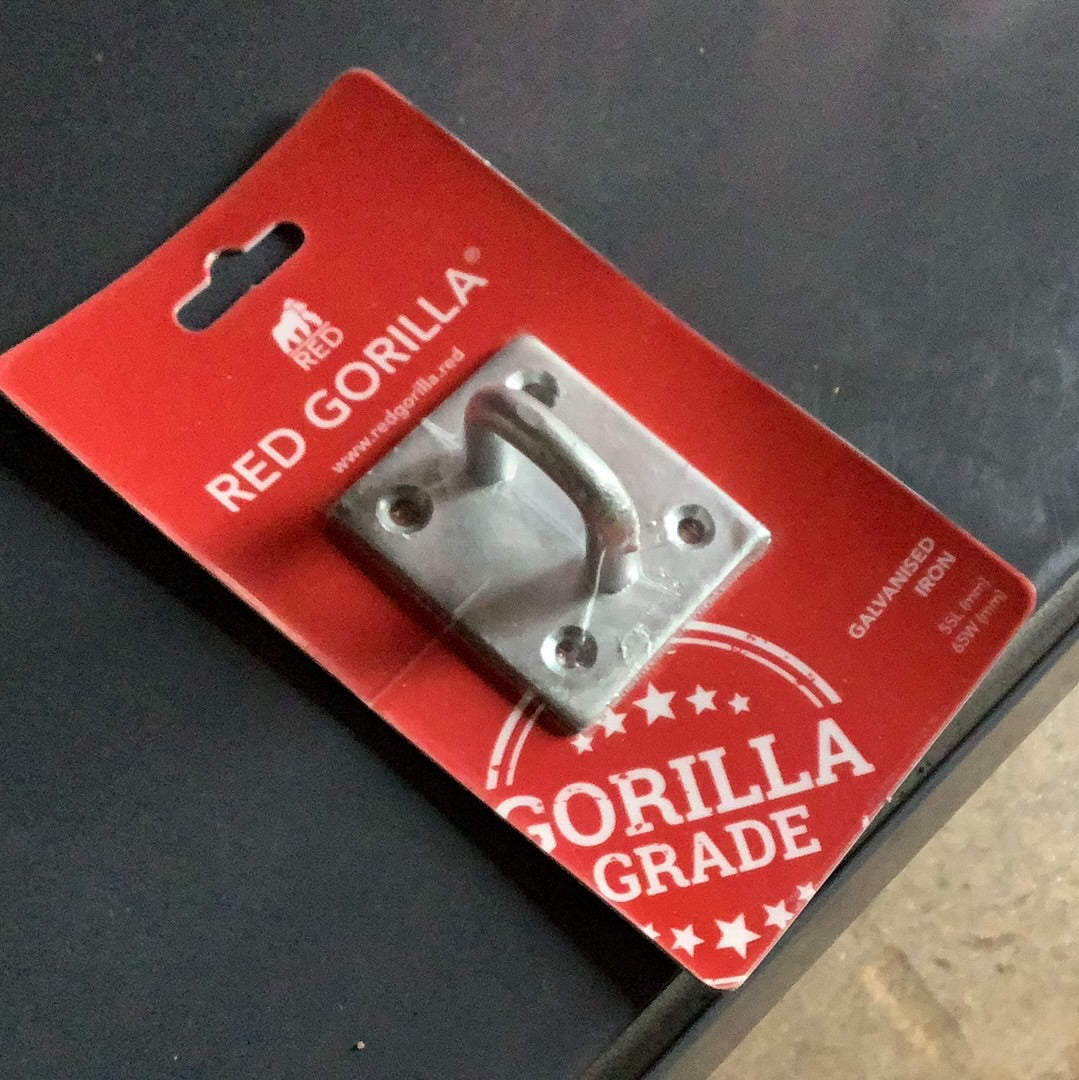 RED
RED GORILLA®
www.redgorilla.red
GALVANISED
IRON
55L (mm)
65W (mm)
GORILLA
GRADE